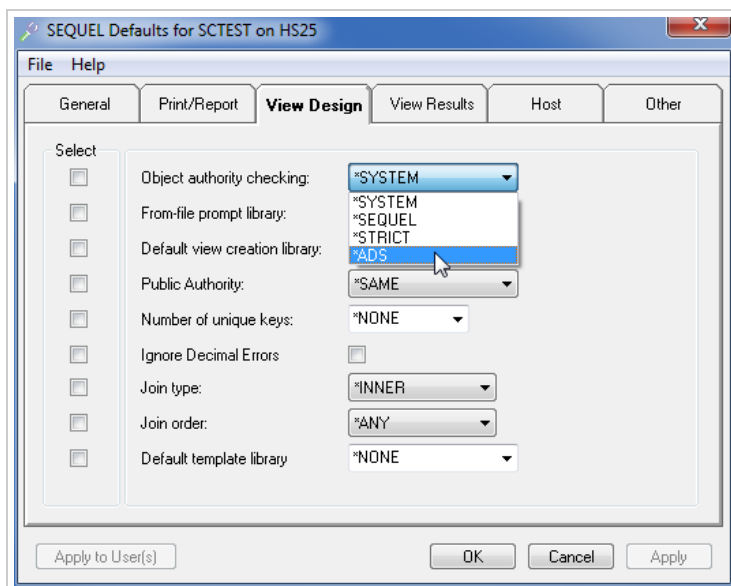 SEQUEL Defaults for SCTEST on HS25
File Help
General Print/Report View Design View Results Host Other
Select
Object authority checking: *SYSTEM
*SYSTEM
From-file prompt library: *SEQUEL
*STRICT
Default view creation library: *ADS
Public Authority: *SAME
Number of unique keys: *NONE
Ignore Decimal Errors
Join type: *INNER
Join order: *ANY
Default template library *NONE
Apply to User(s) OK Cancel Apply